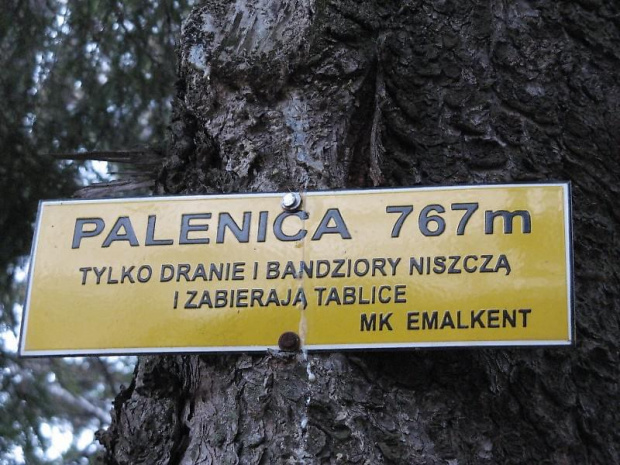 PALENICA 767m
TYLKO DRANIE I BANDZIORY NISZCZĄ
I ZABIERAJĄ TABLICE
MK EMALKENT